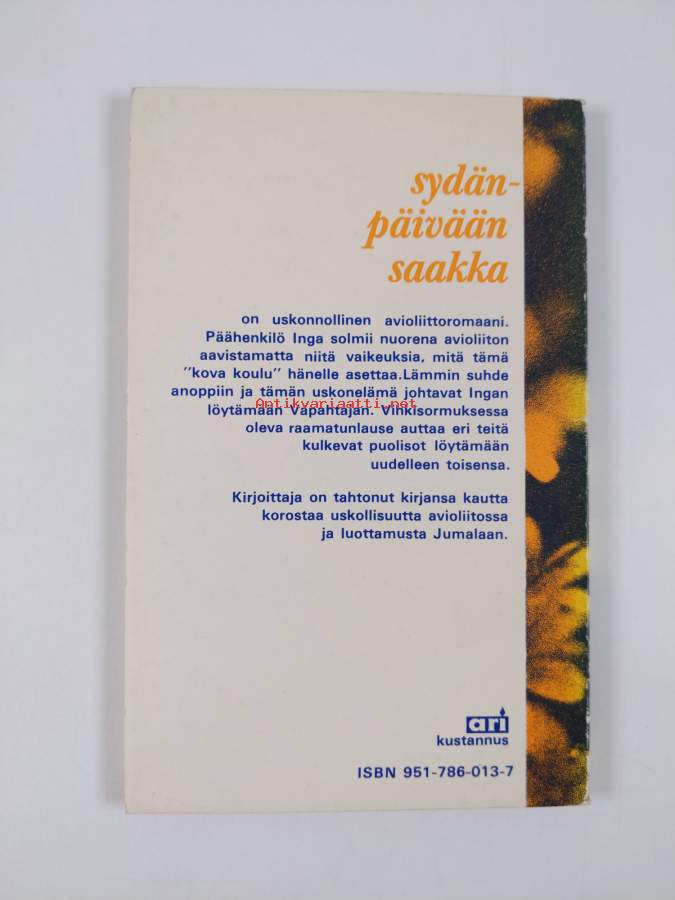 sydän-
päivään
saakka
on uskonnollinen avioliittoromaani.
Päähenkilö Inga solmii nuorena avioliiton
aavistamatta niitä vaikeuksia, mitä tämä
"kova koulu" hänelle asettaa.Lämmin suhde
anoppiin ja tämän uskonelämä johtavat Ingan
Antikvariaatti.net
löytämään Vapahtajan. Vihkisormuksessa
oleva raamatunlause auttaa eri teitä
kulkevat puolisot löytämään
uudelleen toisensa.
Kirjoittaja on tahtonut kirjansa kautta
korostaa uskollisuutta avioliitossa
ja luottamusta Jumalaan.
ari
kustannus
ISBN 951-786-013-7